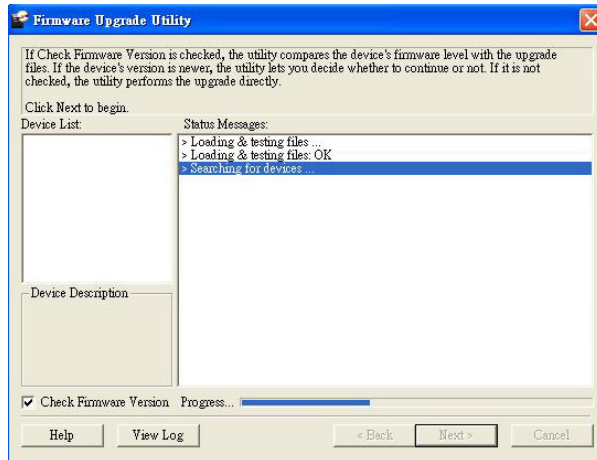 Firmware Upgrade Utility
If Check Firmware Version is checked, the utility compares the device's firmware level with the upgrade
files. If the device's version is newer, the utility lets you decide whether to continue or not. If it is not
checked, the utility performs the upgrade directly.
Click Next to begin.
Device List:
Status Messages:
> Loading & testing files ...
> Loading & testing files: OK
> Searching for devices ...
Device Description
Check Firmware Version Progress...
Help View Log < Back Next > Cancel